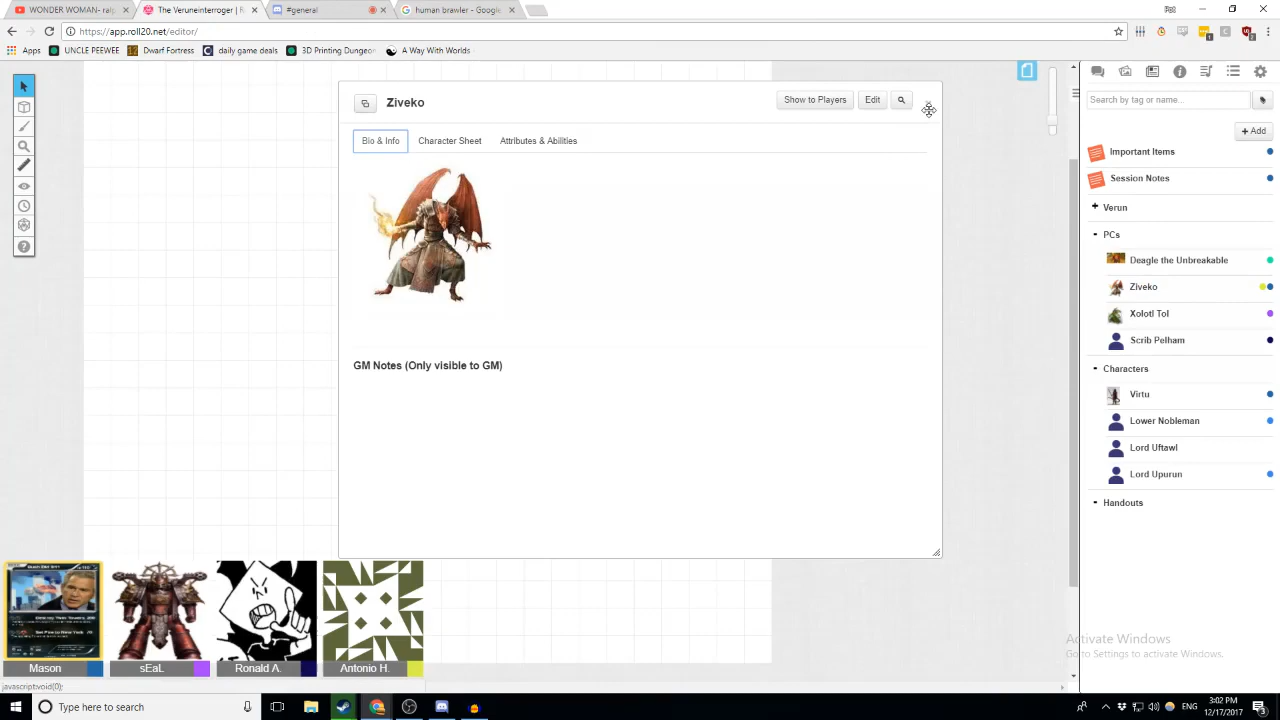 WONDER WOMAN- raip
The Veruneinterroger | R
#general
human brawler - Google
https://app.roll20.net/editor/
Apps
UNCLE PEEWEE
Dwarf Fortress
daily game deals
3D Printing Dungeon
A Way With Worlds
Ziveko
Show to Players
Edit
Bio & Info
Character Sheet
Attributes & Abilities
GM Notes (Only visible to GM)
Search by tag or name...
+ Add
Important Items
Session Notes
Verun
PCs
Deagle the Unbreakable
Ziveko
Xolotl Tol
Scrib Pelham
Characters
Virtu
Lower Nobleman
Lord Uftawl
Lord Upurun
Handouts
Mason
sEaL
Ronald A.
Antonio H.
Activate Windows
Go to Settings to activate Windows.
javascript:void(0);
Type here to search
ENG
3:02 PM
12/17/2017